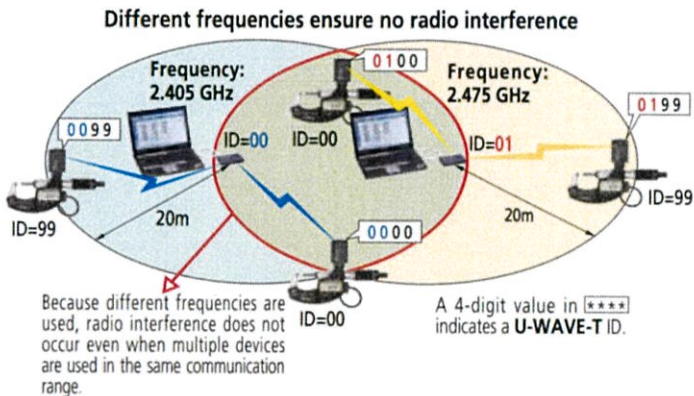 Different frequencies ensure no radio interference
Frequency:
2.405 GHz
0100
Frequency:
2.475 GHz
0099
0199
ID=00
ID=00
ID=01
ID=99
20m
0000
20m
ID=99
ID=00
Because different frequencies are
used, radio interference does not
occur even when multiple devices
are used in the same communication
range.
A 4-digit value in ****
indicates a U-WAVE-T ID.